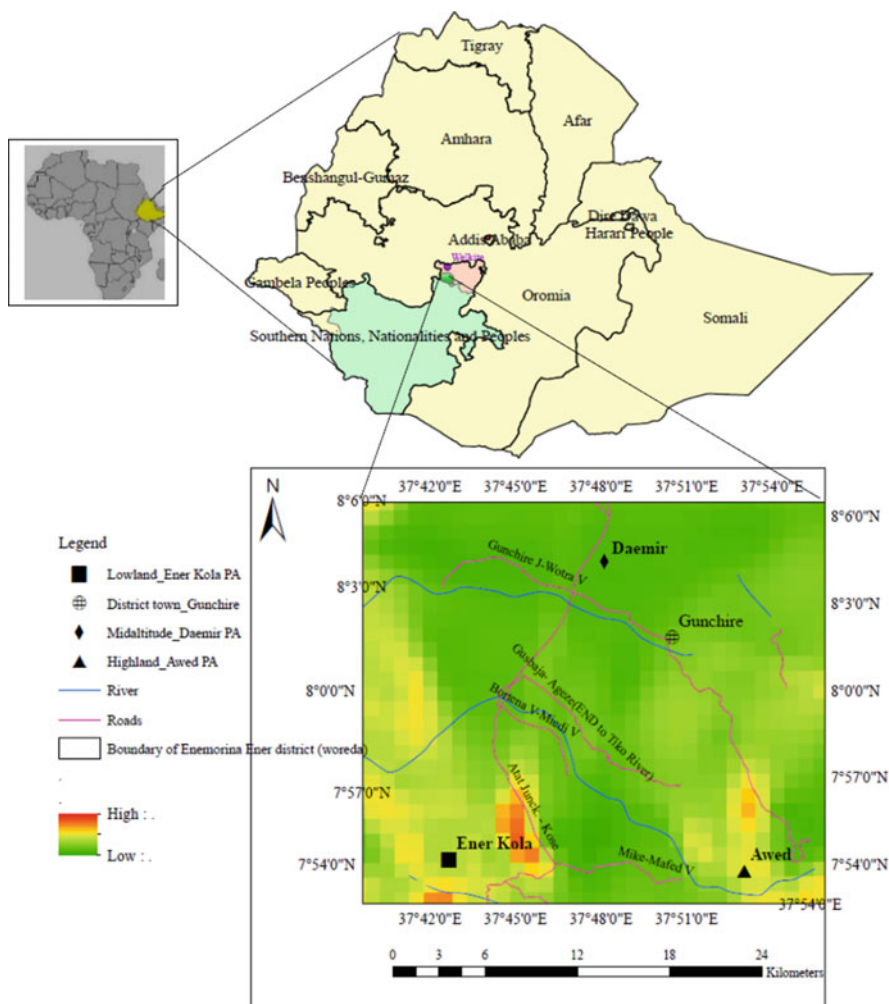 Tigray
Afar
Amhara
Benshangul-Gumaz
Dire Dawa
Harari People
Addis Ababa
Welkite
Gambela Peoples
Oromia
Somali
Southern Nations, Nationalities and Peoples
N
37°42'0"E 37°45'0"E 37°48'0"E 37°51'0"E 37°54'0"E
8°6'0"N
8°6'0"N
Legend
Lowland_Ener Kola PA
District town_Gunchire
Midaltitude_Daemir PA
Highland_Awed PA
River
Roads
Boundary of Enemorina Ener district (woreda)
.
.
High : .
Low : .
Daemir
Gunchire J-Wotra V
8°3'0"N
8°3'0"N
Gunchire
Gusbaja- Ageze(END to Tiko River)
8°0'0"N
8°0'0"N
Bortena V-Miedi V
7°57'0"N
7°57'0"N
Atat Junck. - Kose
Ener Kola
Awed
Mike-Mafed V
7°54'0"N
7°54'0"N
37°54'0"E
37°42'0"E 37°45'0"E 37°48'0"E 37°51'0"E
0 3 6 12 18 24
Kilometers